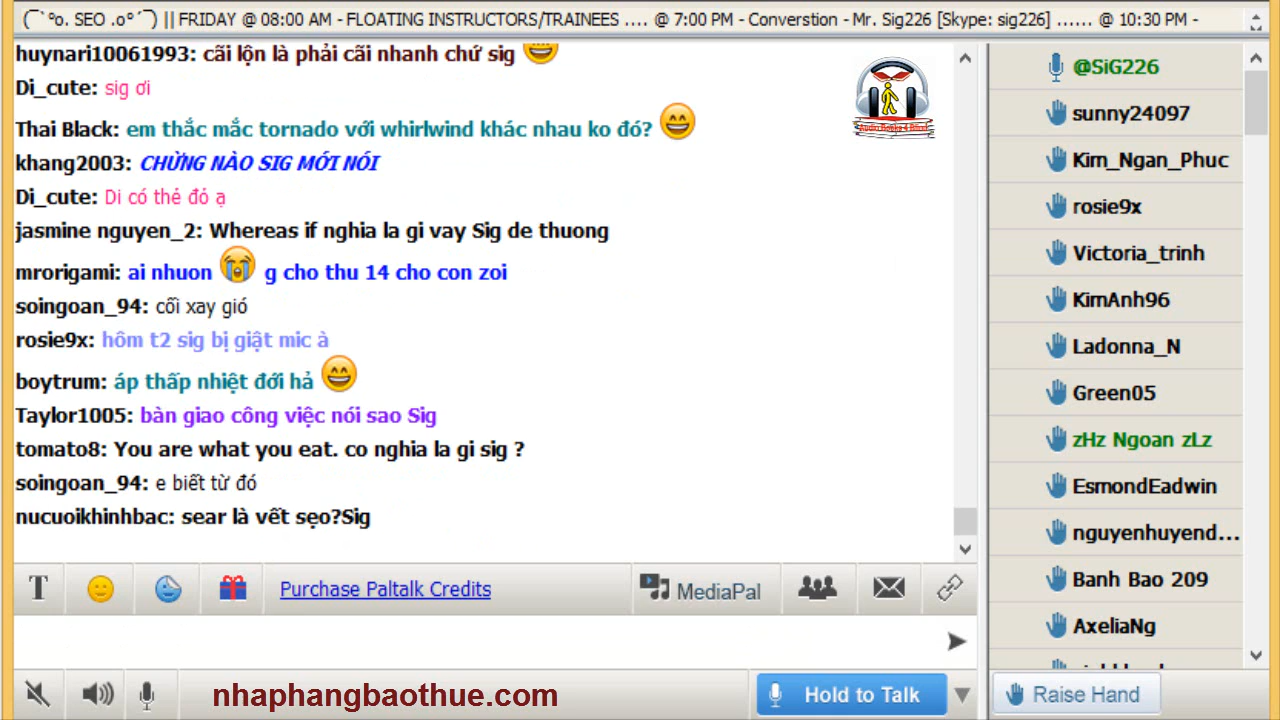 (¯`°o. SEO .o°´¯) || FRIDAY @ 08:00 AM - FLOATING INSTRUCTORS/TRAINEES .... @ 7:00 PM - Converstion - Mr. Sig226 [Skype: sig226] ...... @ 10:30 PM -
huynari10061993: cãi lộn là phải cãi nhanh chứ sig
Di_cute: sig ơi
Thai Black: em thắc mắc tornado với whirlwind khác nhau ko đó?
khang2003: CHỪNG NÀO SIG MỚI NÓI
Di_cute: Di có thẻ đỏ ạ
jasmine nguyen_2: Whereas if nghia la gi vay Sig de thuong
mrorigami: ai nhuon g cho thu 14 cho con zoi
soingoan_94: cối xay gió
rosie9x: hôm t2 sig bị giật mic à
boytrum: áp thấp nhiệt đới hả
Taylor1005: bàn giao công việc nói sao Sig
tomato8: You are what you eat. co nghia la gi sig ?
soingoan_94: e biết từ đó
nucuoikhinhbac: sear là vết sẹo?Sig
Audio Books 4 Blind
@SiG226
sunny24097
Kim_Ngan_Phuc
rosie9x
Victoria_trinh
KimAnh96
Ladonna_N
Green05
zHz Ngoan zLz
EsmondEadwin
nguyenhuyend...
Banh Bao 209
AxeliaNg
T
Purchase Paltalk Credits
MediaPal
nhaphangbaothue.com
Hold to Talk
Raise Hand